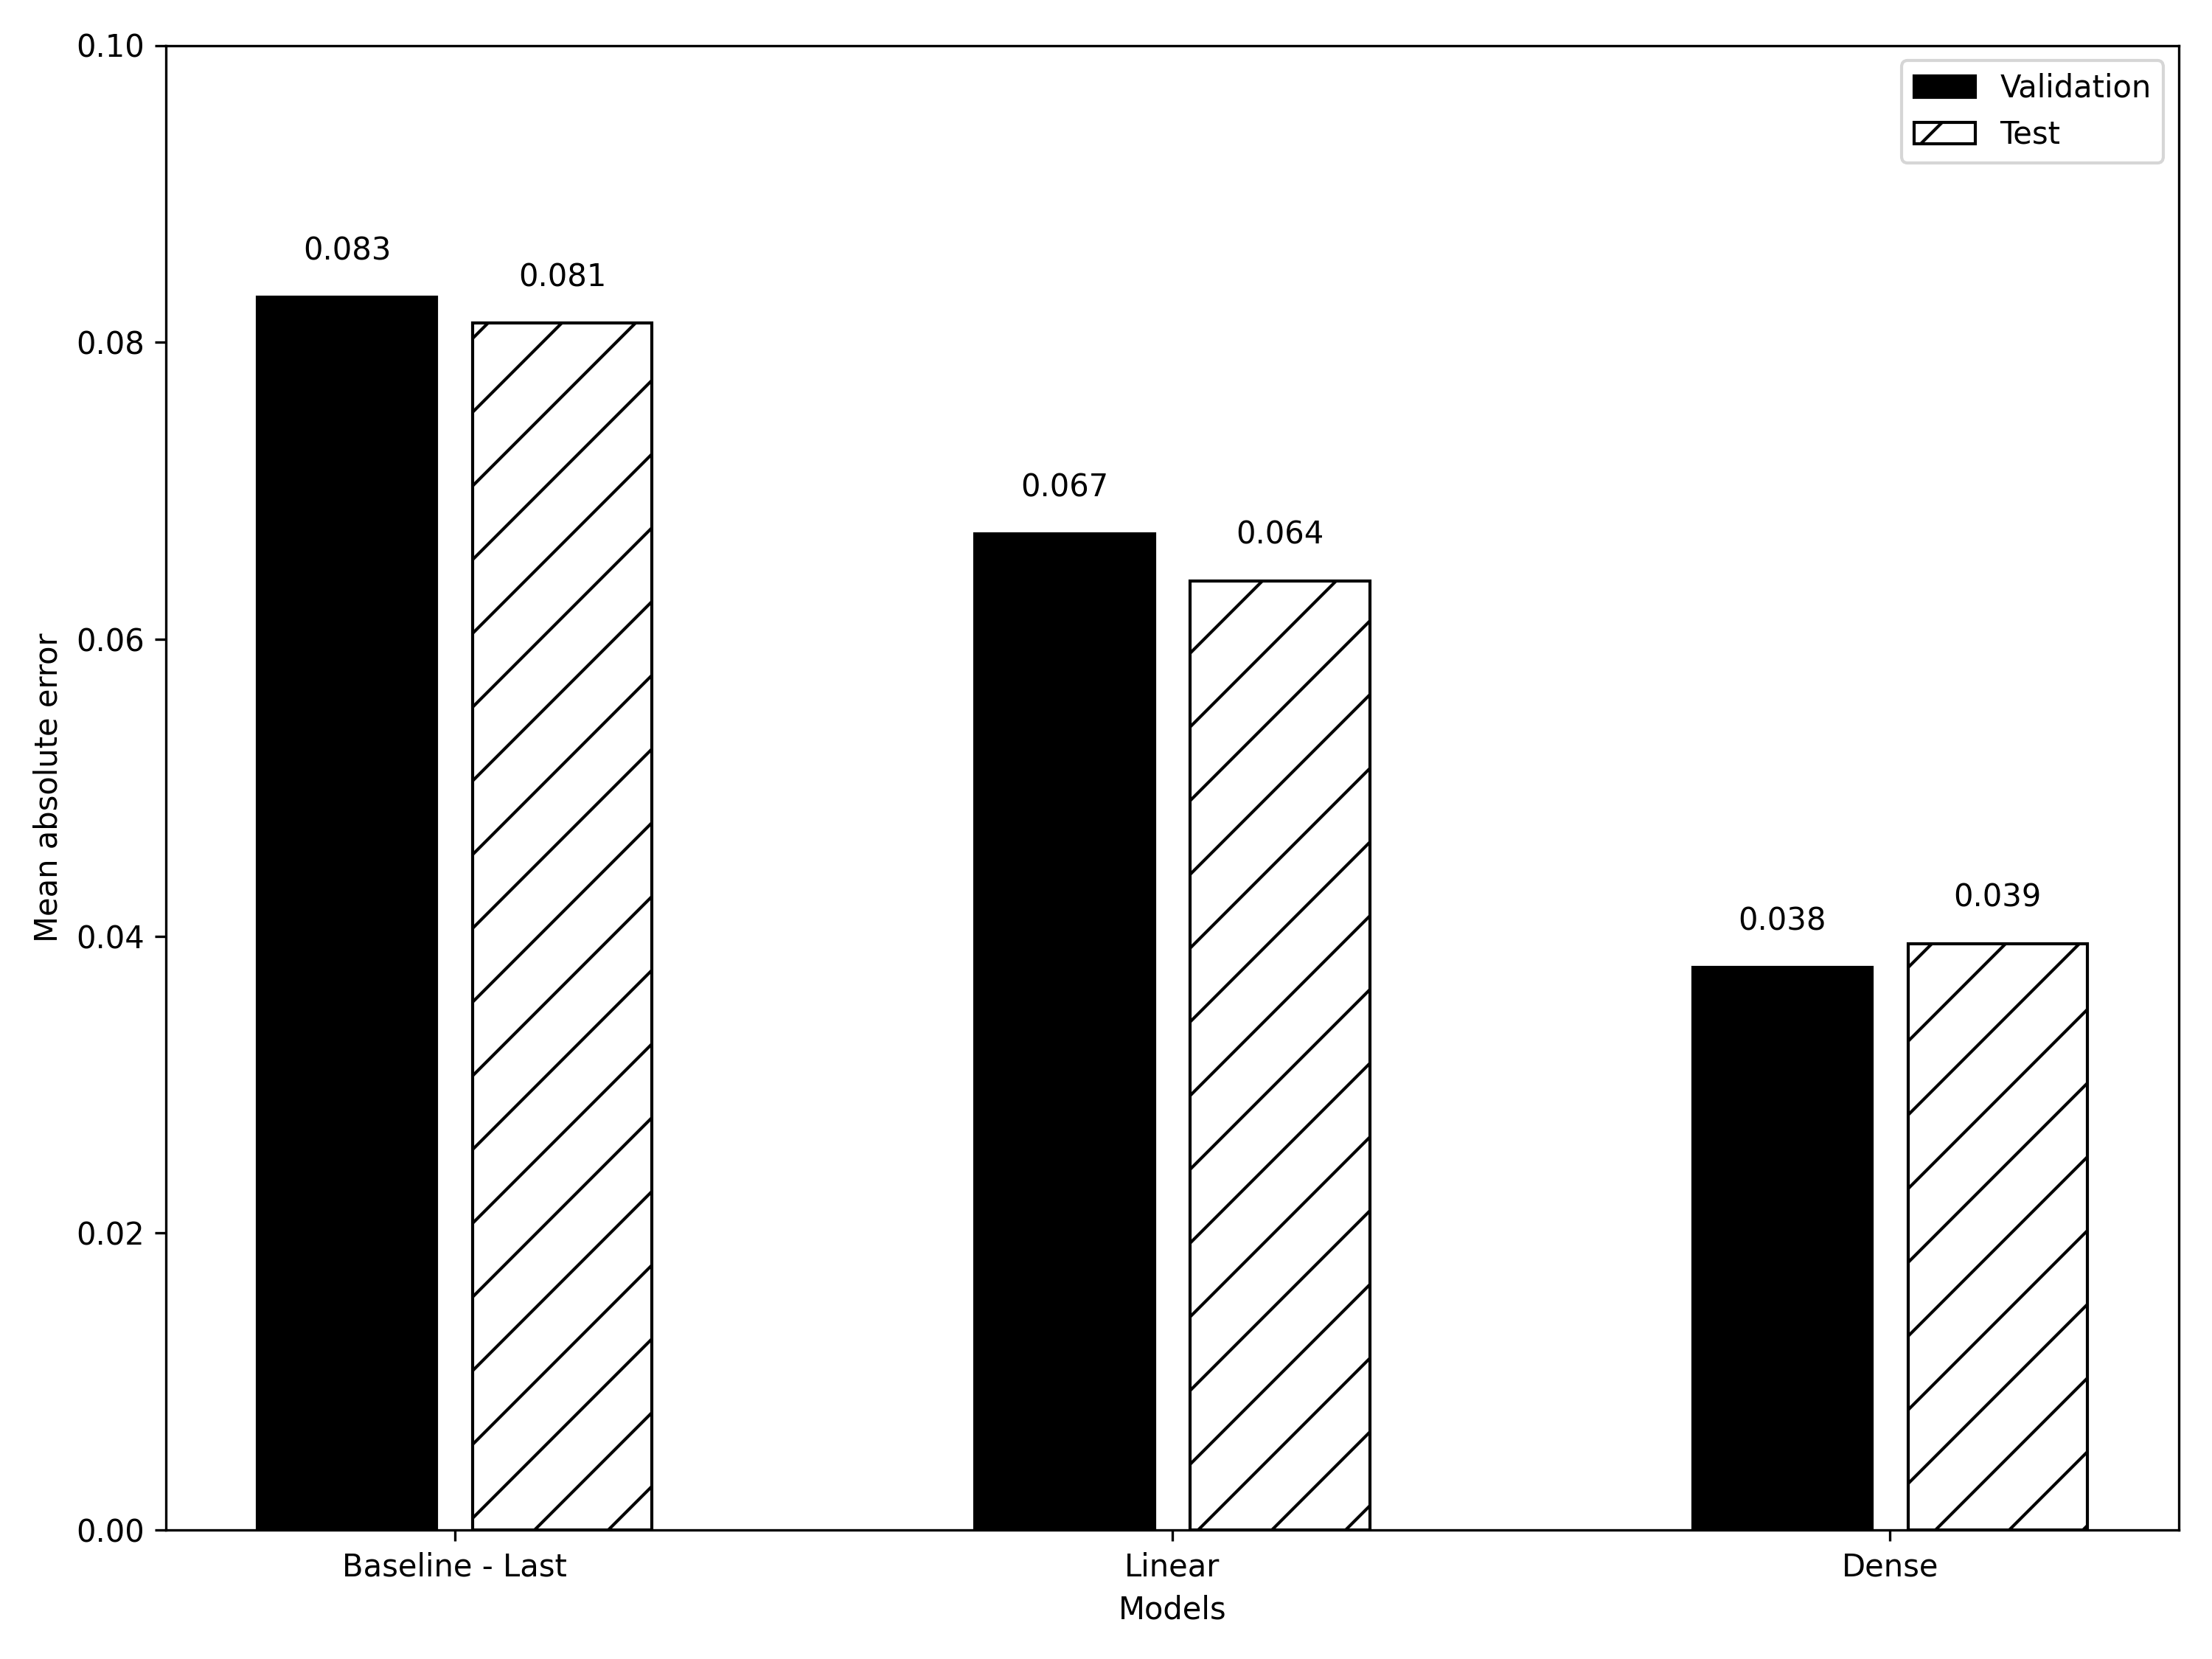 0.10
0.08
0.06
0.04
0.02
0.00
Mean absolute error
Validation
Test
0.083
0.081
0.067
0.064
0.038
0.039
Baseline - Last
Linear
Dense
Models